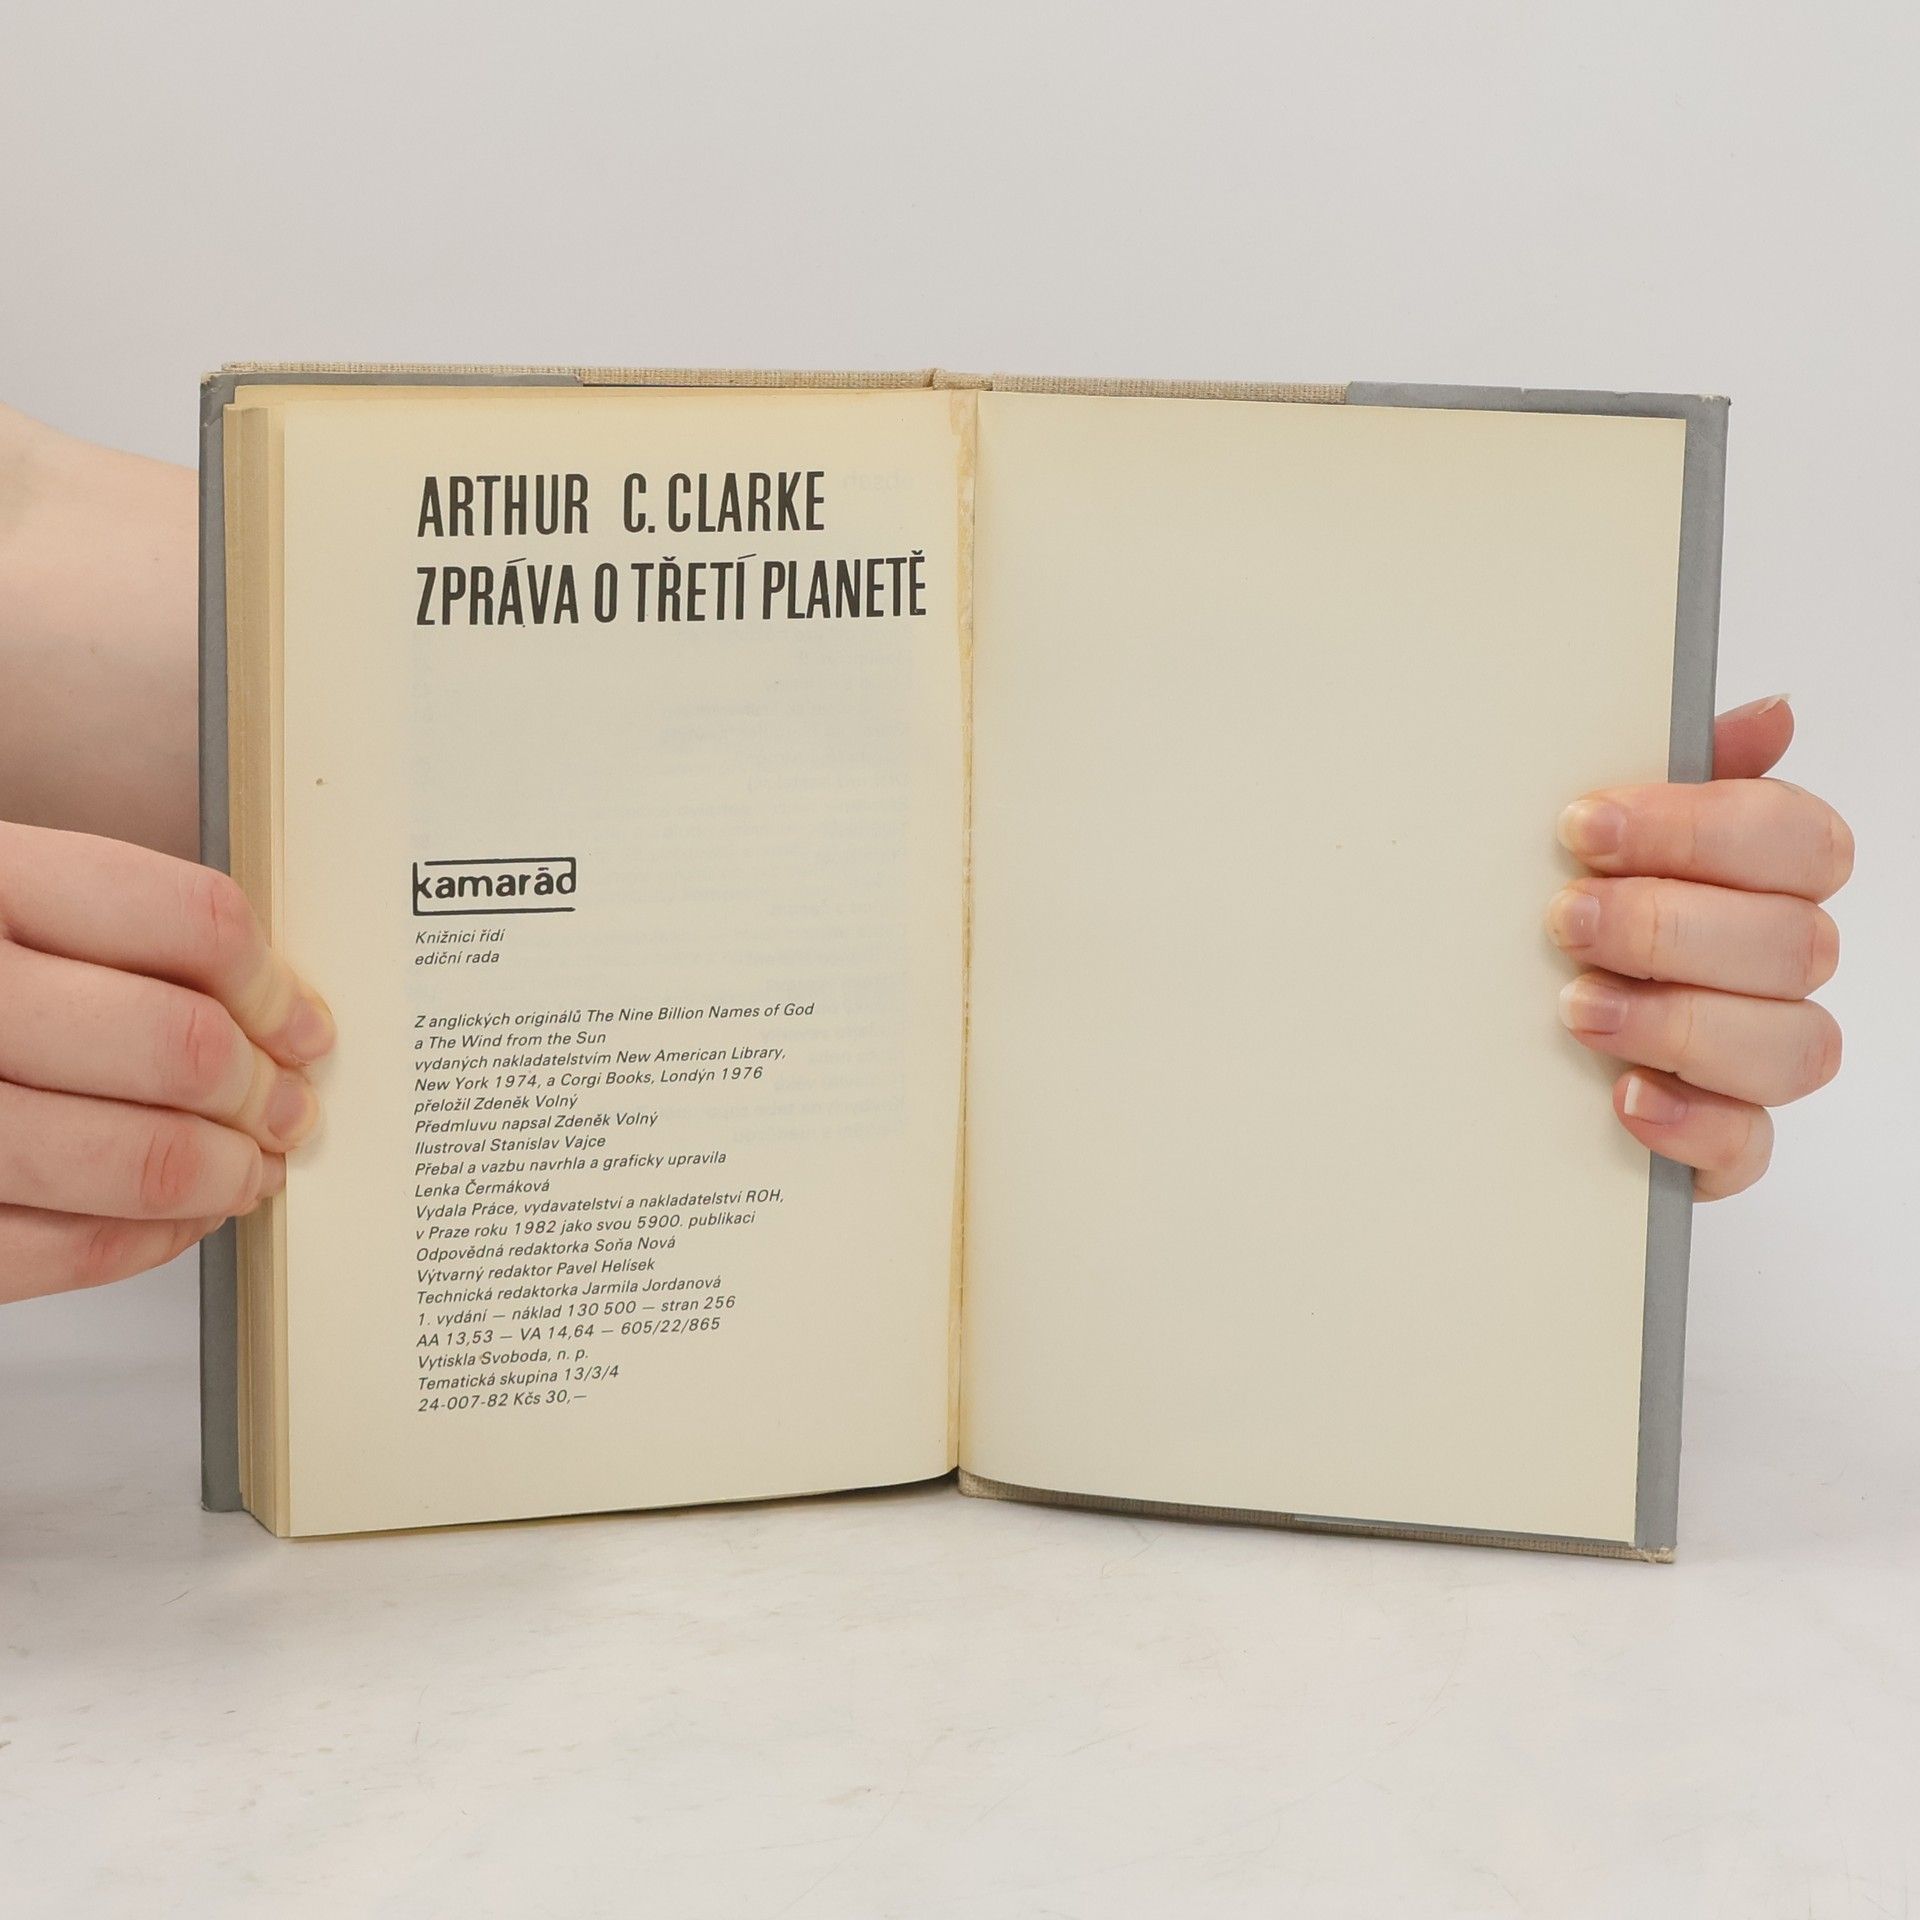 ARTHUR C. CLARKE
ZPRÁVA O TŘETÍ PLANETĚ
kamarád
Knižnici řídí
ediční rada
Z anglických originálů The Nine Billion Names of God
a The Wind from the Sun
vydaných nakladatelstvím New American Library,
New York 1974, a Corgi Books, Londýn 1976
přeložil Zdeněk Volný
Předmluvu napsal Zdeněk Volný
Ilustroval Stanislav Vajce
Přebal a vazbu navrhla a graficky upravila
Lenka Čermáková
Vydala Práce, vydavatelství a nakladatelství ROH,
v Praze roku 1982 jako svou 5900. publikaci
Odpovědná redaktorka Soňa Nová
Výtvarný redaktor Pavel Helísek
Technická redaktorka Jarmila Jordanová
1. vydání — náklad 130 500 — stran 256
AA 13,53 — VA 14,64 — 605/22/865
Vytiskla Svoboda, n. p.
Tematická skupina 13/3/4
24-007-82 Kčs 30,—